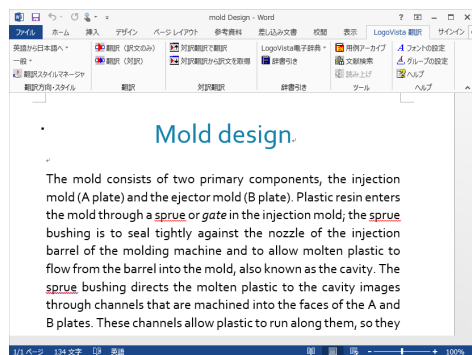 mold Design - Word
ファイル ホーム 挿入 デザイン ページ レイアウト 参考資料 差し込み文書 校閲 表示 LogoVista 翻訳 サインイン
英語から日本語へ 翻訳 (訳文のみ) 対訳翻訳で翻訳 LogoVista電子辞典 用例アーカイブ フォントの設定
一般 翻訳 (対訳) 対訳翻訳から訳文を取得 辞書引き 文献検索 グループの設定
翻訳スタイルマネージャ 読み上げ ヘルプ
翻訳方向・スタイル 翻訳 対訳翻訳 辞書引き ツール ヘルプ
Mold design
The mold consists of two primary components, the injection
mold (A plate) and the ejector mold (B plate). Plastic resin enters
the mold through a sprue or gate in the injection mold; the sprue
bushing is to seal tightly against the nozzle of the injection
barrel of the molding machine and to allow molten plastic to
flow from the barrel into the mold, also known as the cavity. The
sprue bushing directs the molten plastic to the cavity images
through channels that are machined into the faces of the A and
B plates. These channels allow plastic to run along them, so they
1/1 ページ 134 文字 英語 100%